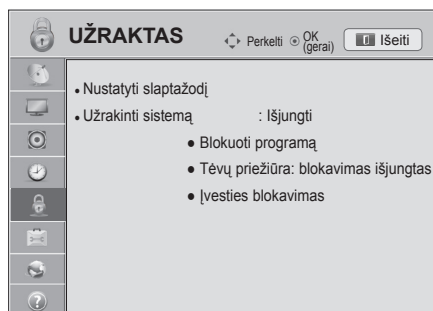 UŽRAKTAS
Perkelti
OK (gerai)
Išeiti
• Nustatyti slaptažodį
• Užrakinti sistemą : Išjungti
• Blokuoti programą
• Tėvų priežiūra: blokavimas išjungtas
• Įvesties blokavimas